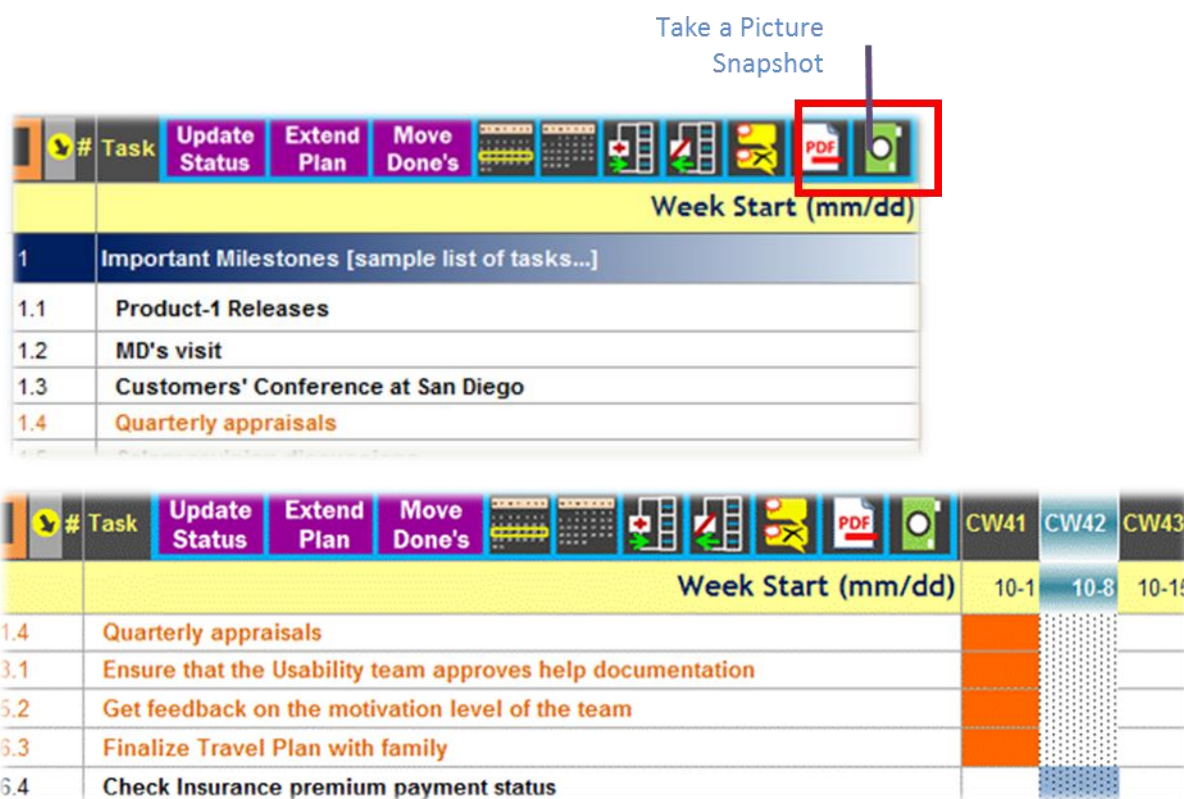 Take a Picture
Snapshot
# Task Update Status Extend Plan Move Done's PDF
Week Start (mm/dd)
1 Important Milestones [sample list of tasks...]
1.1 Product-1 Releases
1.2 MD's visit
1.3 Customers' Conference at San Diego
1.4 Quarterly appraisals
# Task Update Status Extend Plan Move Done's PDF CW41 CW42 CW43
Week Start (mm/dd) 10-1 10-8 10-15
1.4 Quarterly appraisals
3.1 Ensure that the Usability team approves help documentation
5.2 Get feedback on the motivation level of the team
6.3 Finalize Travel Plan with family
6.4 Check Insurance premium payment status